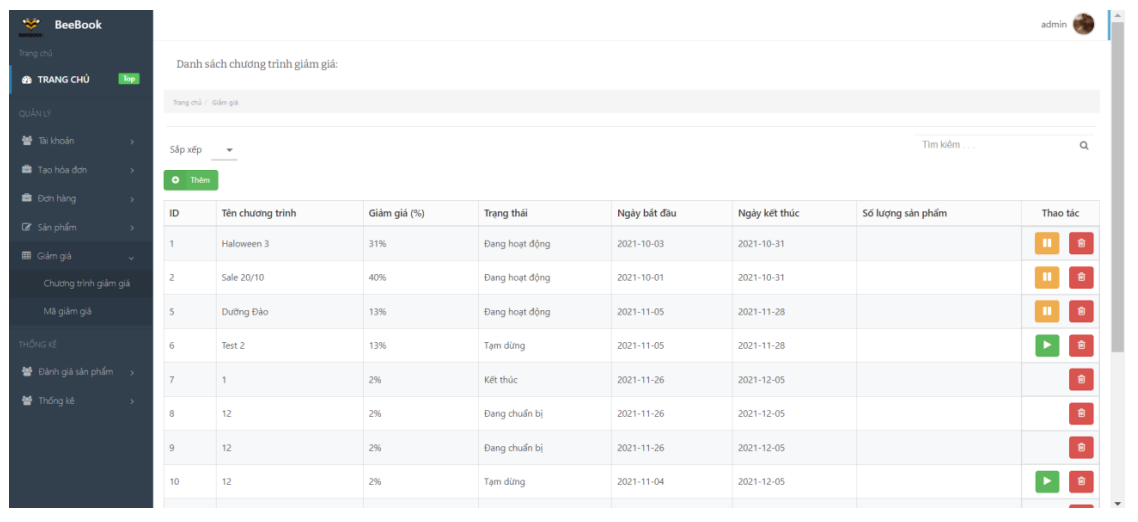 BeeBook
admin
Trang chủ
TRANG CHỦ Top
QUẢN LÝ
Tài khoản
Tạo hóa đơn
Đơn hàng
Sản phẩm
Giảm giá
Chương trình giảm giá
Mã giảm giá
THỐNG KÊ
Đánh giá sản phẩm
Thống kê
Danh sách chương trình giảm giá:
Trang chủ / Giảm giá
Sắp xếp
Tìm kiếm . . .
Thêm
ID Tên chương trình Giảm giá (%) Trạng thái Ngày bắt đầu Ngày kết thúc Số lượng sản phẩm Thao tác
1 Haloween 3 31% Đang hoạt động 2021-10-03 2021-10-31
2 Sale 20/10 40% Đang hoạt động 2021-10-01 2021-10-31
5 Dưỡng Đào 13% Đang hoạt động 2021-11-05 2021-11-28
6 Test 2 13% Tạm dừng 2021-11-05 2021-11-28
7 1 2% Kết thúc 2021-11-26 2021-12-05
8 12 2% Đang chuẩn bị 2021-11-26 2021-12-05
9 12 2% Đang chuẩn bị 2021-11-26 2021-12-05
10 12 2% Tạm dừng 2021-11-04 2021-12-05